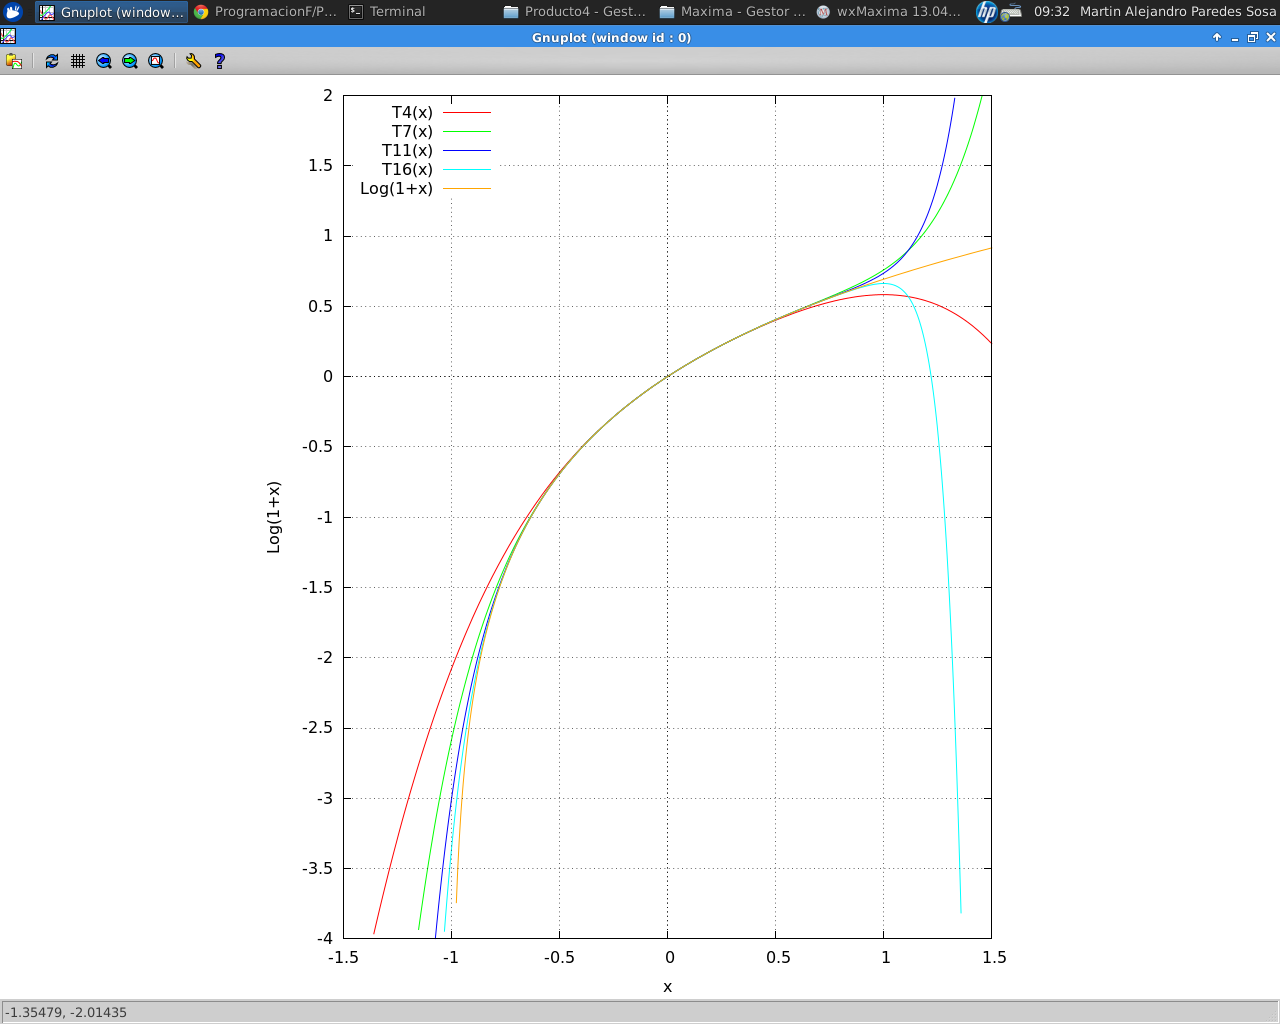 Gnuplot (window... ProgramacionF/P... Terminal Producto4 - Gest... Maxima - Gestor ... wxMaxima 13.04... hp 09:32 Martin Alejandro Paredes Sosa
Gnuplot (window id : 0)
2
T4(x)
T7(x)
T11(x)
1.5
T16(x)
Log(1+x)
1
0.5
0
-0.5
Log(1+x)
-1
-1.5
-2
-2.5
-3
-3.5
-4
-1.5 -1 -0.5 0 0.5 1 1.5
x
-1.35479, -2.01435